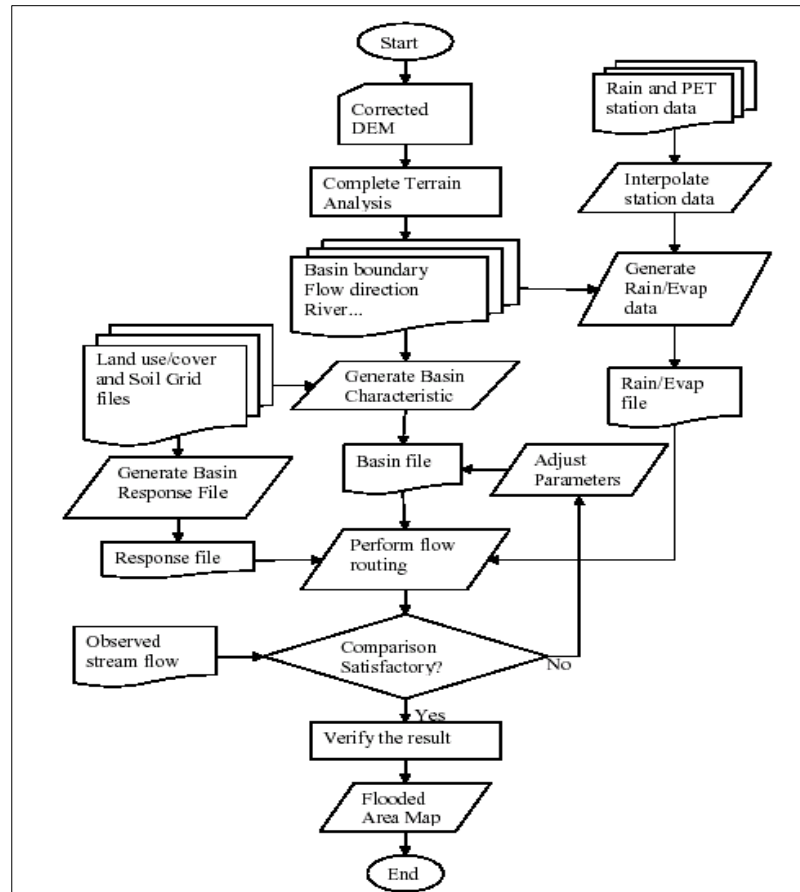 Start
Corrected
DEM
Rain and PET
station data
Complete Terrain
Analysis
Interpolate
station data
Basin boundary
Flow direction
River...
Generate
Rain/Evap
data
Land use/cover
and Soil Grid
files
Generate Basin
Characteristic
Rain/Evap
file
Generate Basin
Response File
Basin file
Adjust
Parameters
Response file
Perform flow
routing
Observed
stream flow
Comparison
Satisfactory?
No
Yes
Verify the result
Flooded
Area Map
End